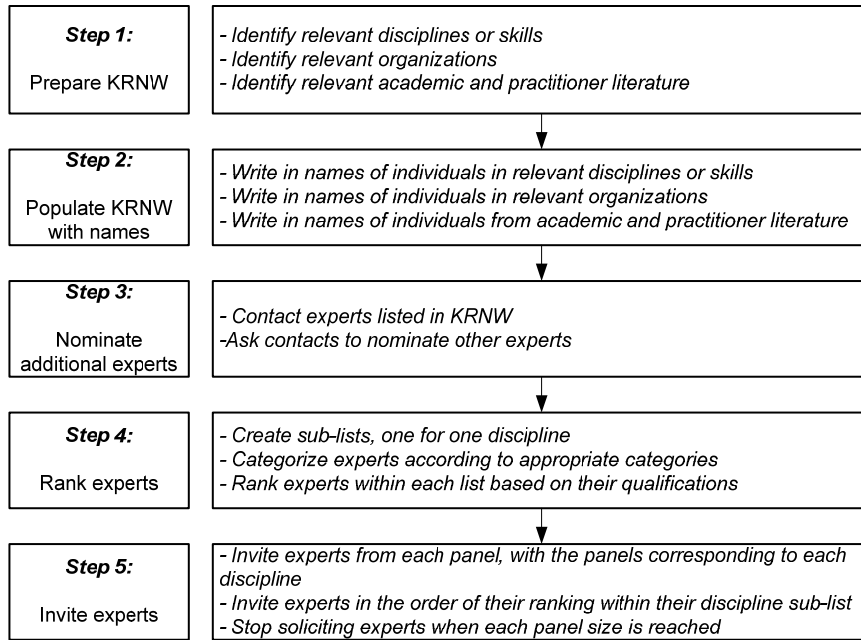 Step 1:
Prepare KRNW
- Identify relevant disciplines or skills
- Identify relevant organizations
- Identify relevant academic and practitioner literature
Step 2:
Populate KRNW
with names
- Write in names of individuals in relevant disciplines or skills
- Write in names of individuals in relevant organizations
- Write in names of individuals from academic and practitioner literature
Step 3:
Nominate
additional experts
- Contact experts listed in KRNW
-Ask contacts to nominate other experts
Step 4:
Rank experts
- Create sub-lists, one for one discipline
- Categorize experts according to appropriate categories
- Rank experts within each list based on their qualifications
Step 5:
Invite experts
- Invite experts from each panel, with the panels corresponding to each
discipline
- Invite experts in the order of their ranking within their discipline sub-list
- Stop soliciting experts when each panel size is reached